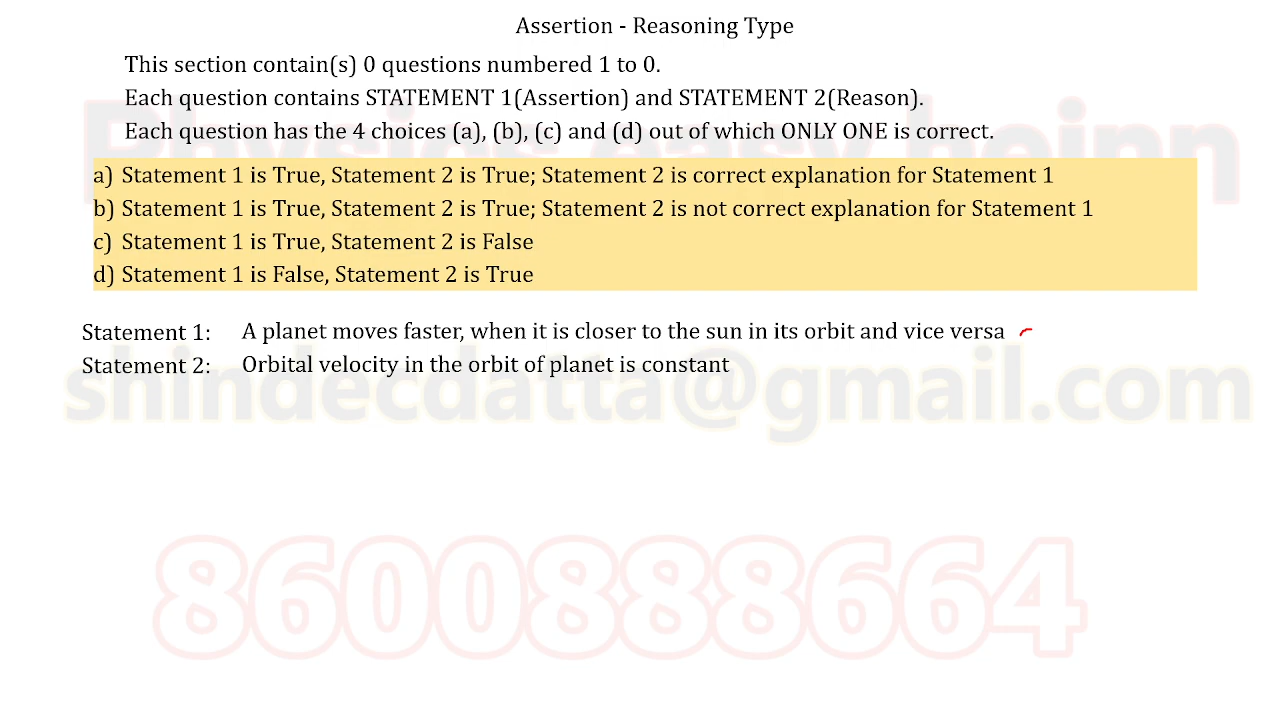 Assertion - Reasoning Type
This section contain(s) 0 questions numbered 1 to 0.
Each question contains STATEMENT 1(Assertion) and STATEMENT 2(Reason).
Each question has the 4 choices (a), (b), (c) and (d) out of which ONLY ONE is correct.
Physics easy heinn
a) Statement 1 is True, Statement 2 is True; Statement 2 is correct explanation for Statement 1
b) Statement 1 is True, Statement 2 is True; Statement 2 is not correct explanation for Statement 1
c) Statement 1 is True, Statement 2 is False
d) Statement 1 is False, Statement 2 is True
Statement 1: A planet moves faster, when it is closer to the sun in its orbit and vice versa
Statement 2: Orbital velocity in the orbit of planet is constant
shindecdatta@gmail.com
8600888664